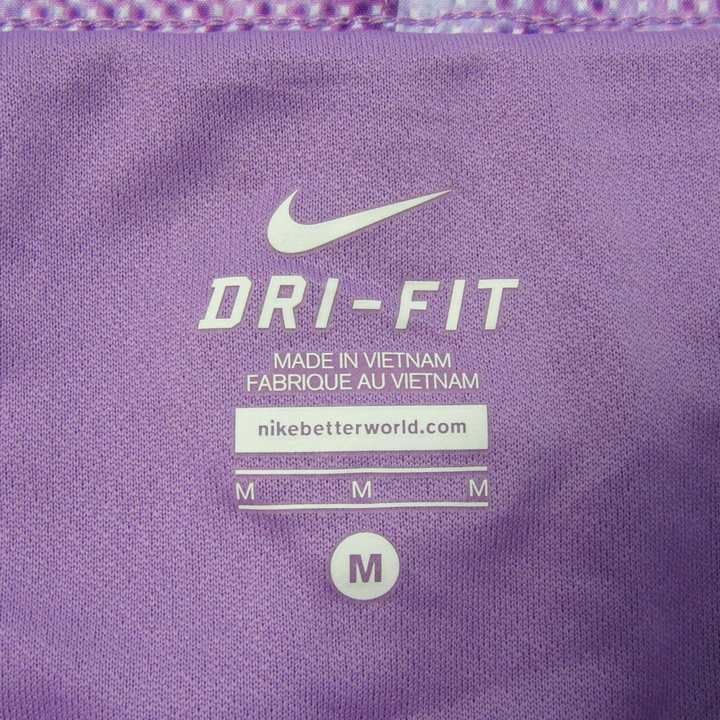 DRI-FIT
MADE IN VIETNAM
FABRIQUE AU VIETNAM
nikebetterworld.com
M M M
M